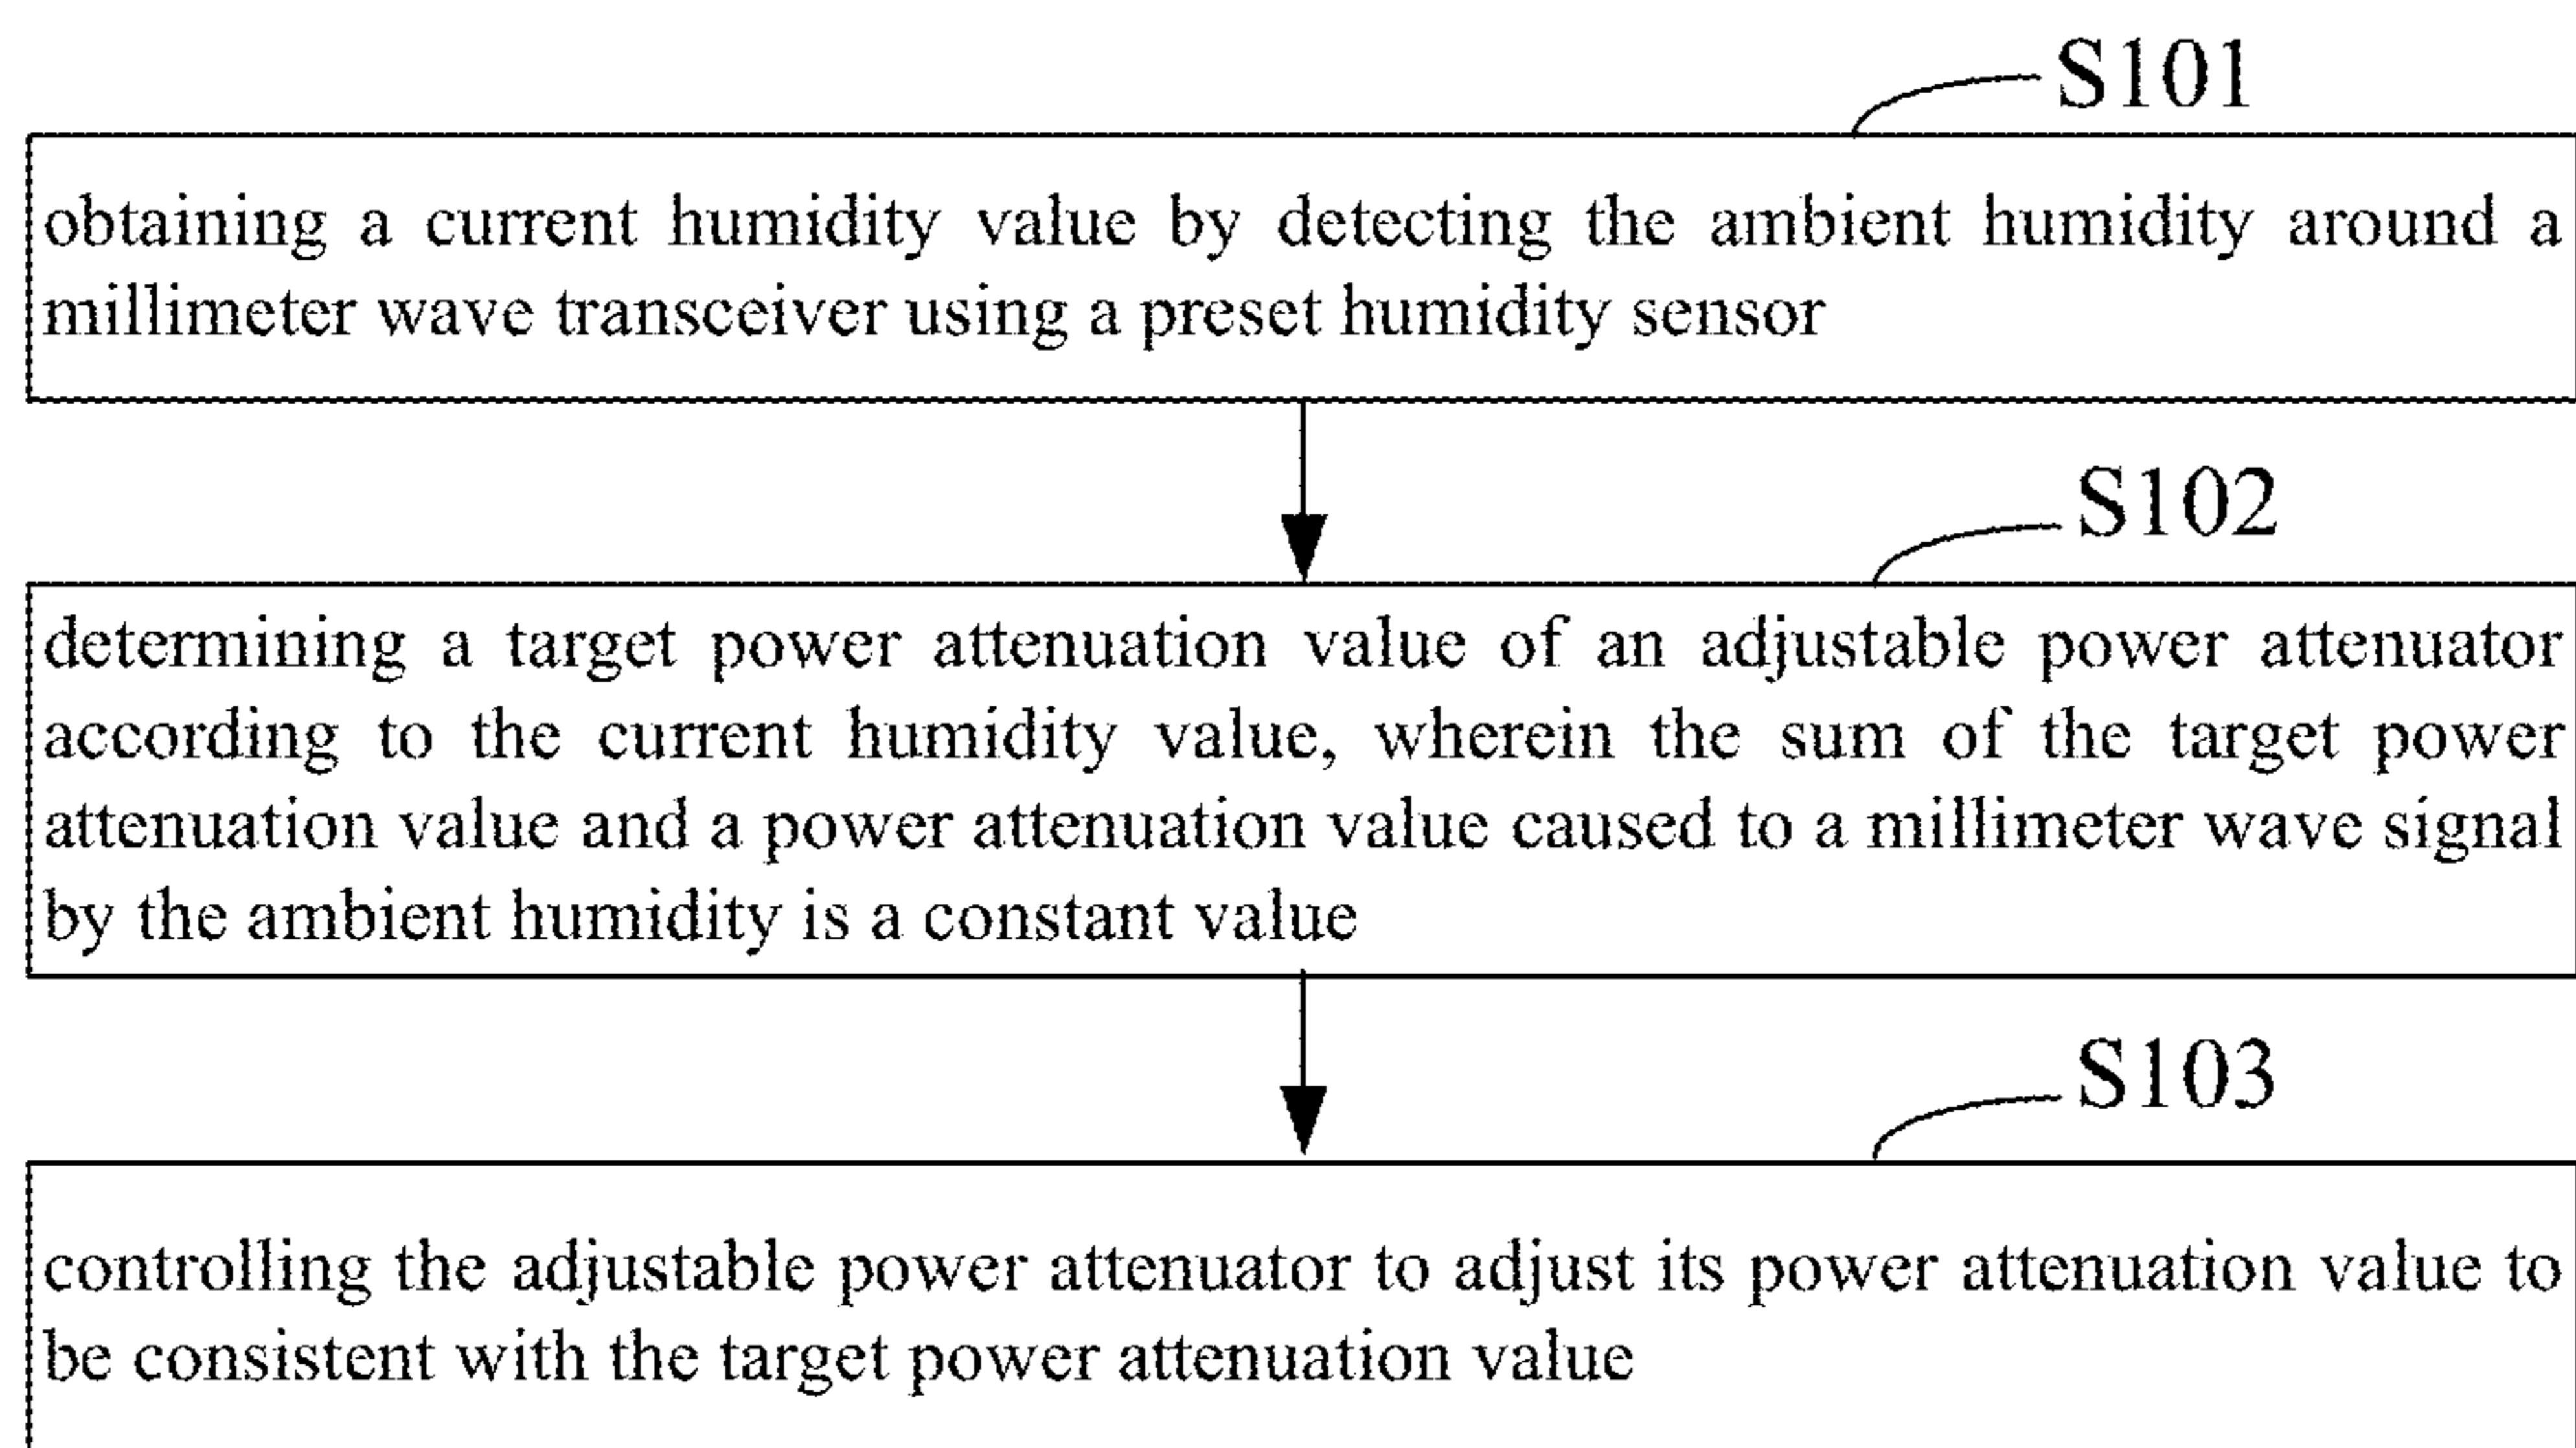 S101
obtaining a current humidity value by detecting the ambient humidity around a
millimeter wave transceiver using a preset humidity sensor
S102
determining a target power attenuation value of an adjustable power attenuator
according to the current humidity value, wherein the sum of the target power
attenuation value and a power attenuation value caused to a millimeter wave signal
by the ambient humidity is a constant value
S103
controlling the adjustable power attenuator to adjust its power attenuation value to
be consistent with the target power attenuation value